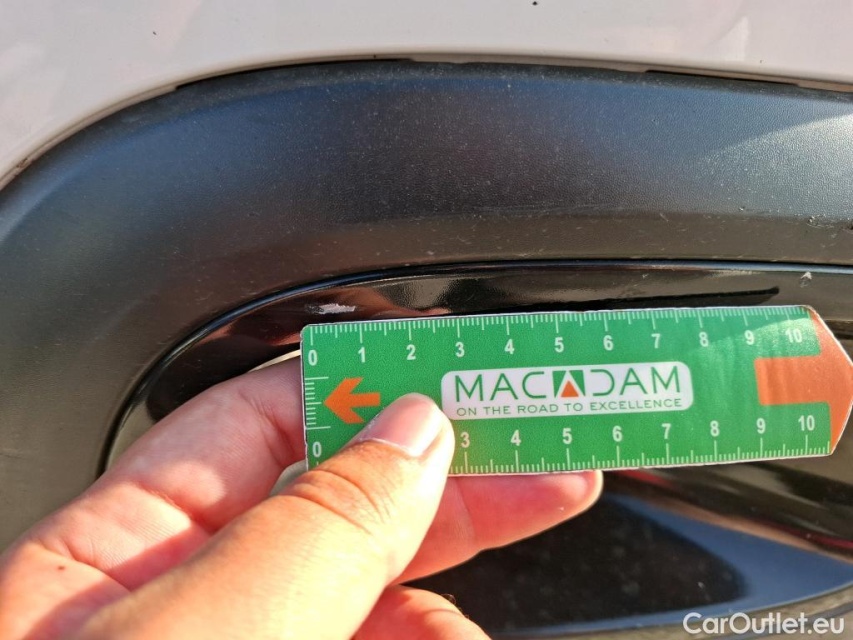 0 1 2 3 4 5 6 7 8 9 10
MACADAM
ON THE ROAD TO EXCELLENCE
0 3 4 5 6 7 8 9 10
CarOutlet.eu